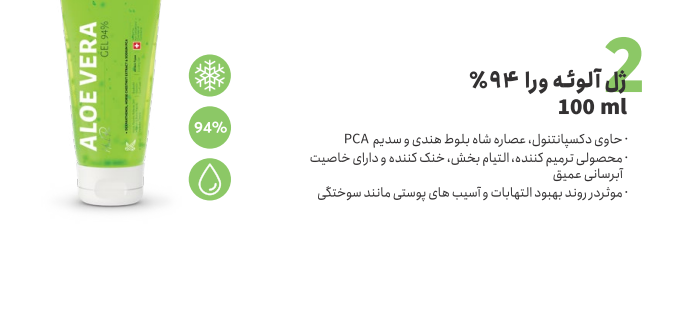 2
ژل آلوئه ورا ۹۴%
100 ml
· حاوی دکسپانتنول، عصاره شاه بلوط هندی و سدیم PCA
· محصولی ترمیم کننده، التیام بخش، خنک کننده و دارای خاصیت
آبرسانی عمیق
· موثر در روند بهبود التهابات و آسیب های پوستی مانند سوختگی
94%
ALOE VERA
GEL 94%